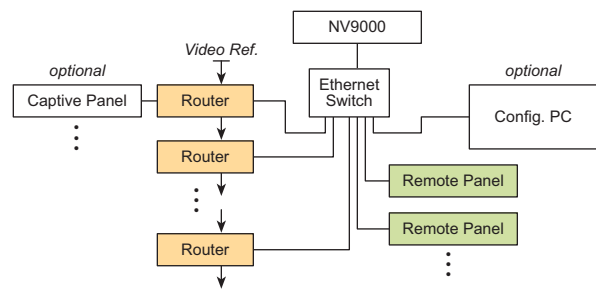 NV9000
Video Ref.
optional
Captive Panel
Router
Ethernet
Switch
optional
Config. PC
Router
Remote Panel
Remote Panel
Router